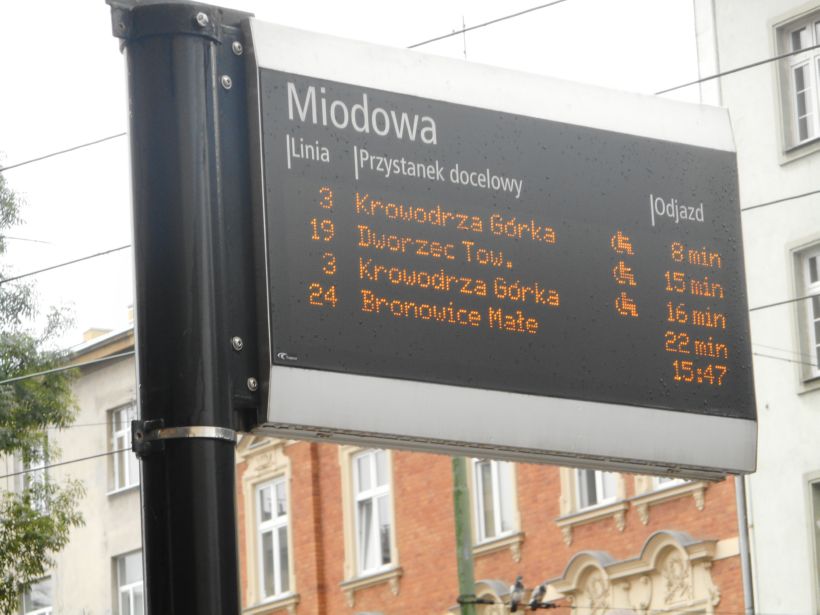 Miodowa
Linia Przystanek docelowy Odjazd
3 Krowodrza Górka 8 min
19 Dworzec Tow. 15 min
3 Krowodrza Górka 16 min
24 Bronowice Małe 22 min
15:47